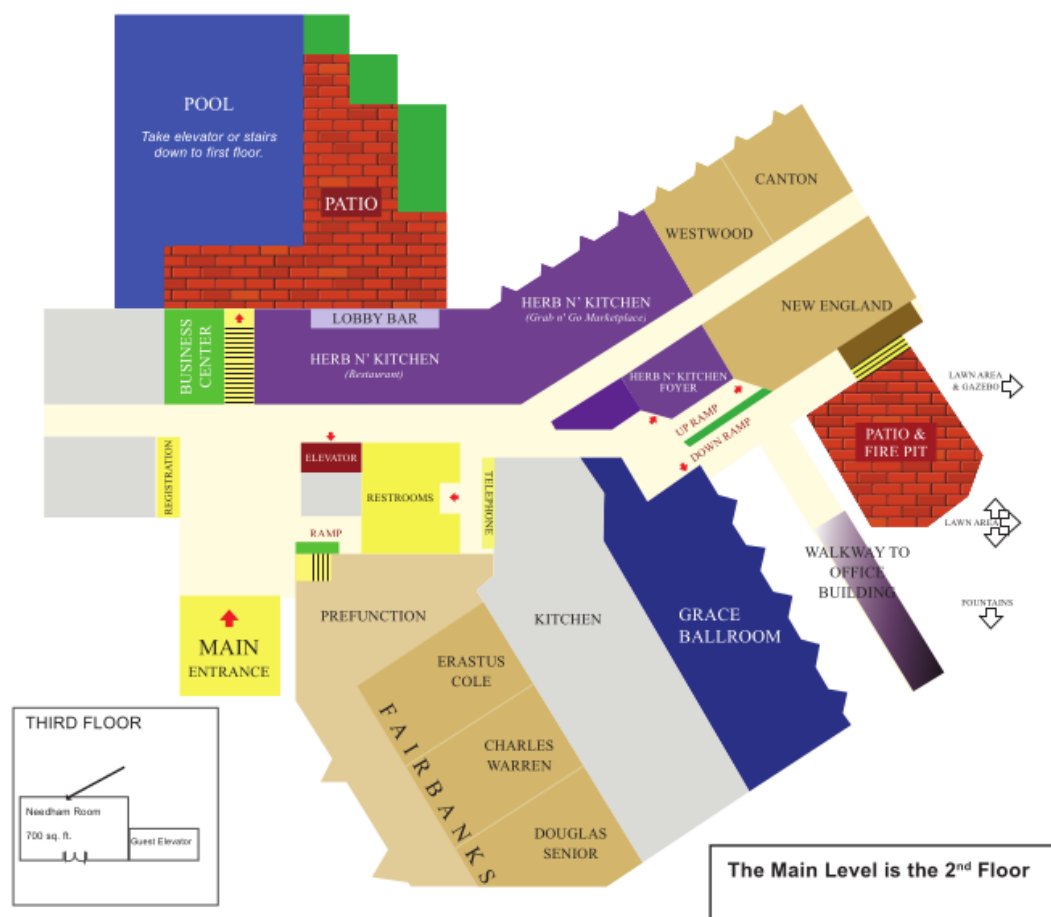 POOL
Take elevator or stairs
down to first floor.
PATIO
CANTON
WESTWOOD
HERB N' KITCHEN
(Grab n' Go Marketplace)
NEW ENGLAND
LOBBY BAR
BUSINESS
CENTER
HERB N' KITCHEN
(Restaurant)
HERB N' KITCHEN
FOYER
LAWN AREA
& GAZEBO
UP RAMP
DOWN RAMP
PATIO &
FIRE PIT
REGISTRATION
ELEVATOR
RESTROOMS
TELEPHONE
RAMP
LAWN AREA
WALKWAY TO
OFFICE
BUILDING
FOUNTAINS
PREFUNCTION
KITCHEN
GRACE
BALLROOM
MAIN
ENTRANCE
ERASTUS
COLE
FAIRBANKS
CHARLES
WARREN
DOUGLAS
SENIOR
THIRD FLOOR
Needham Room
700 sq. ft.
Guest Elevator
The Main Level is the 2nd Floor